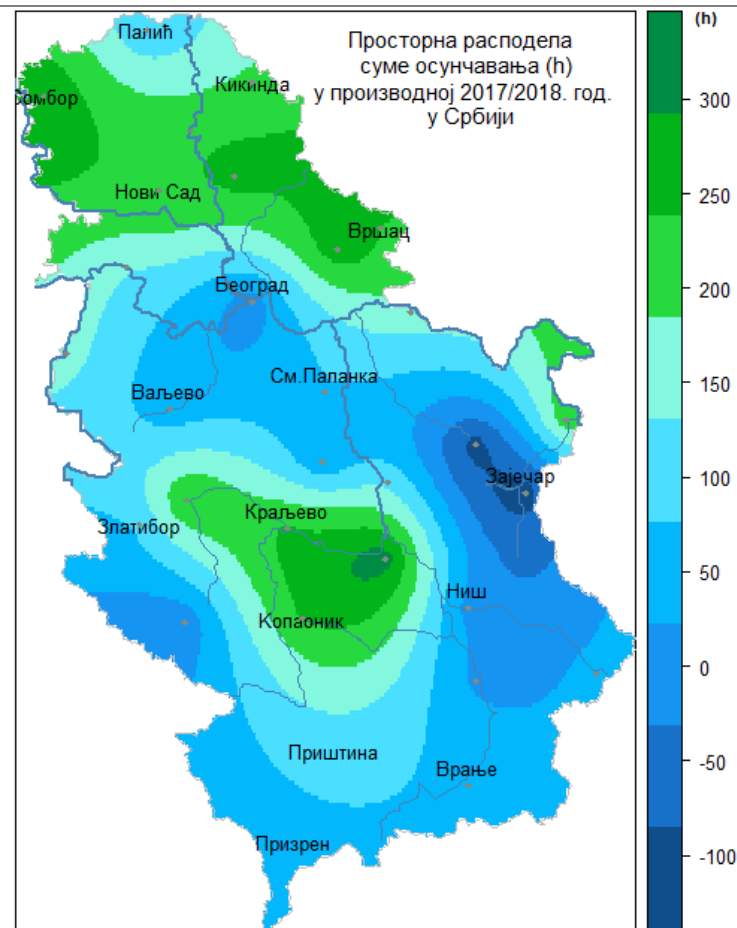 (h)
Просторна расподела
суме осунчавања (h)
у производној 2017/2018. год.
у Србији
Палић
Кикинда
Сомбор
Нови Сад
Вршац
Београд
См.Паланка
Ваљево
Зајечар
Краљево
Златибор
Ниш
Копаоник
Приштина
Врање
Призрен
300
250
200
150
100
50
0
-50
-100